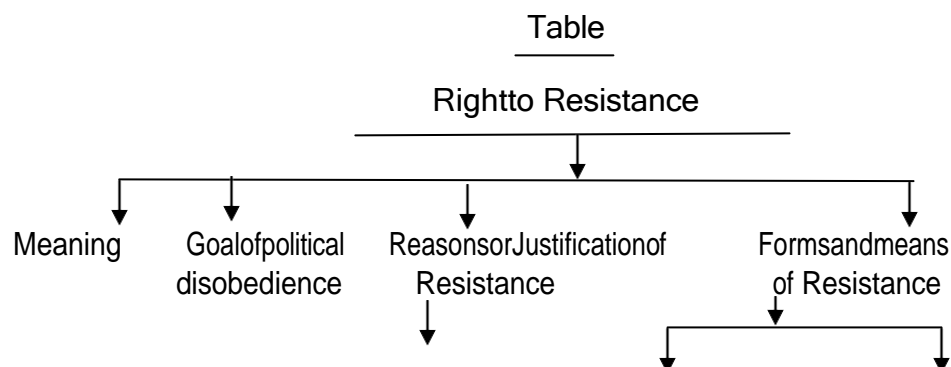 Table
Rightto Resistance
Meaning
Goalofpolitical
disobedience
ReasonsorJustificationof
Resistance
Formsandmeans
of Resistance